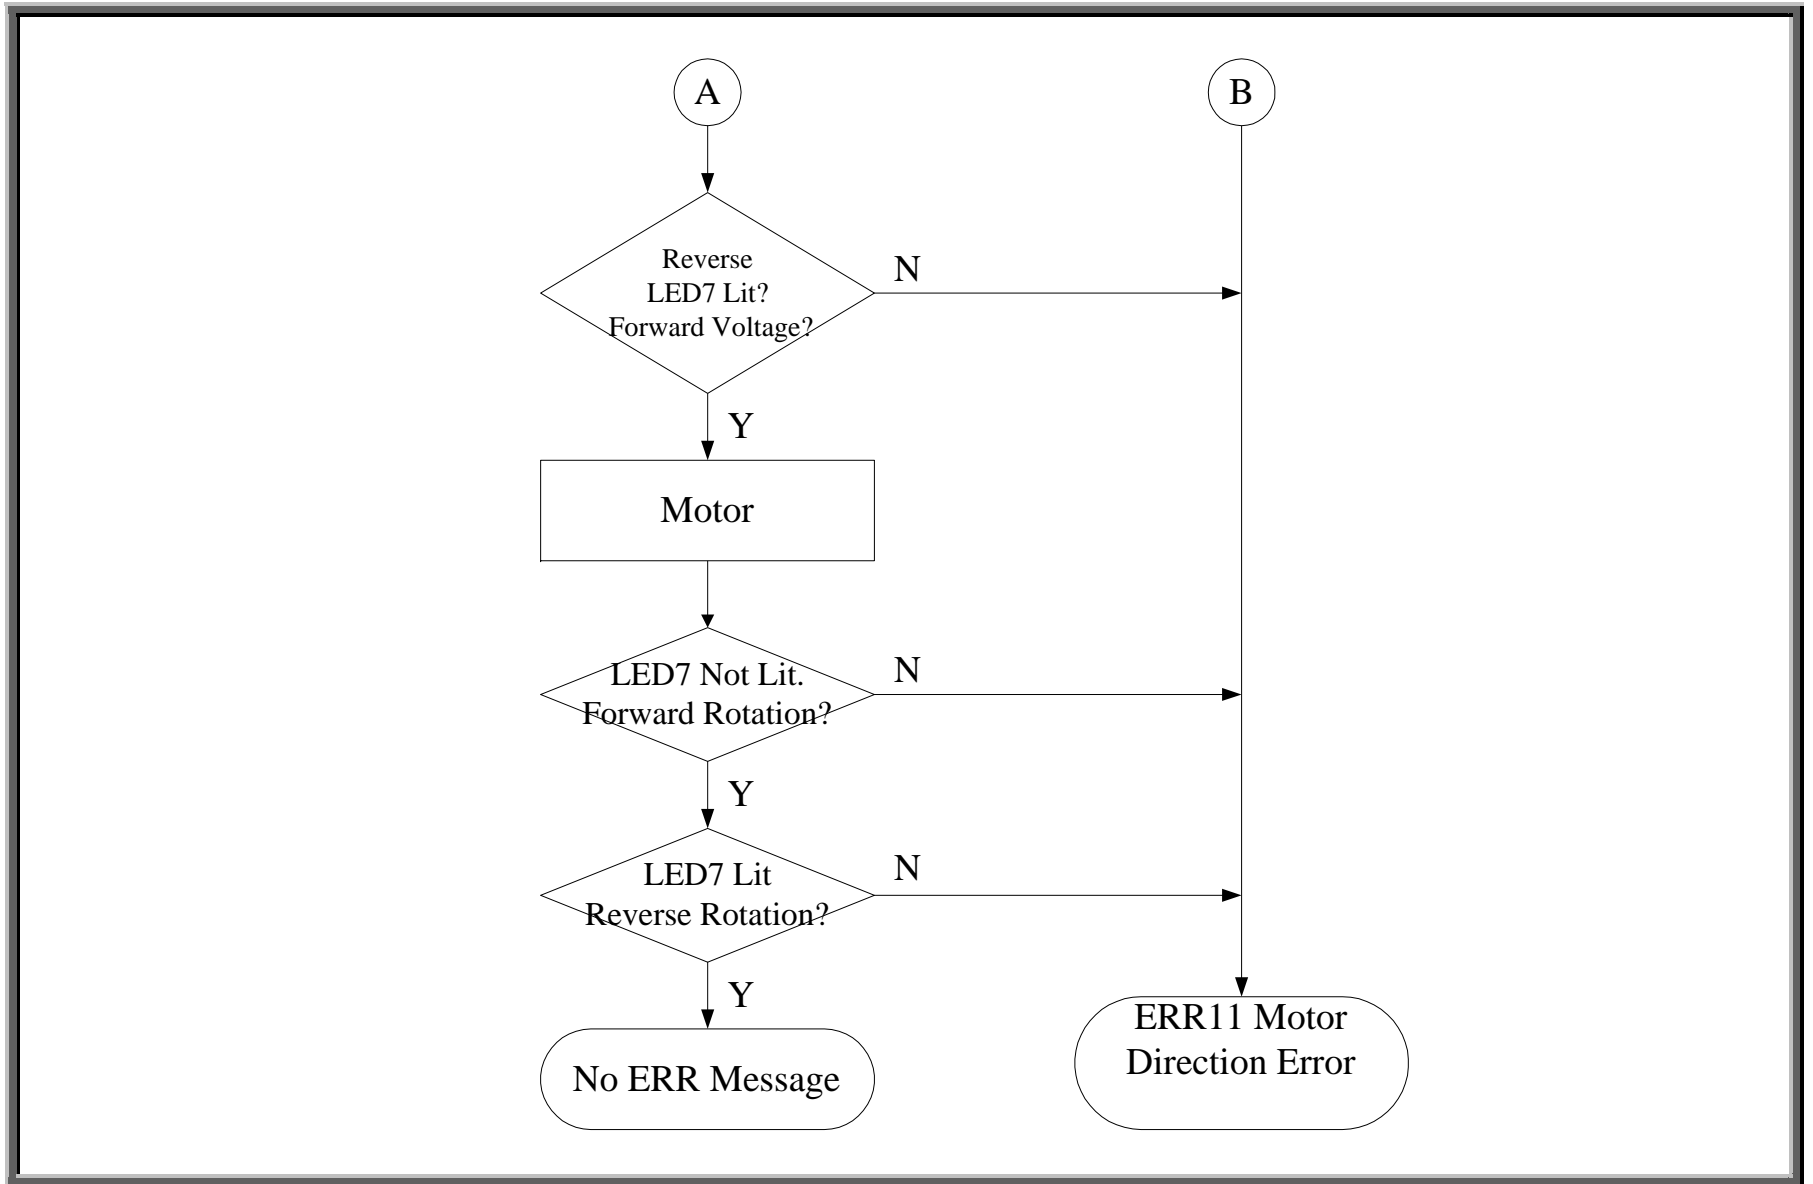 A
B
Reverse
LED7 Lit?
Forward Voltage?
N
Y
Motor
LED7 Not Lit.
Forward Rotation?
N
Y
LED7 Lit
Reverse Rotation?
N
Y
No ERR Message
ERR11 Motor
Direction Error